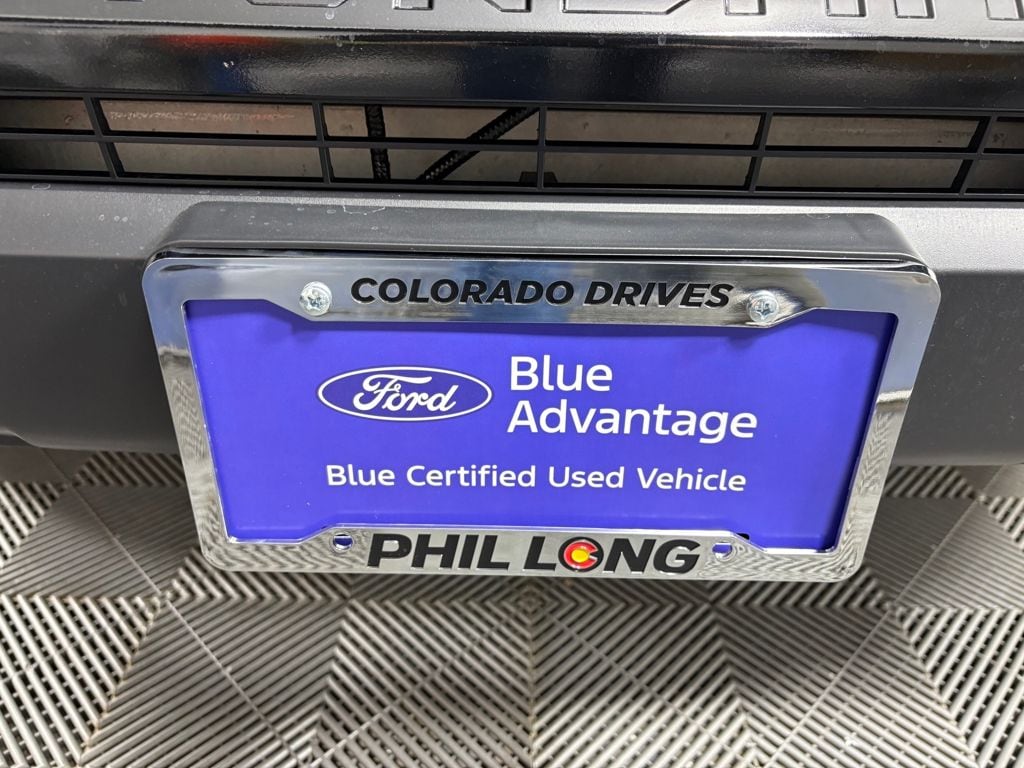 COLORADO DRIVES
Ford
Blue
Advantage
Blue Certified Used Vehicle
PHIL LONG